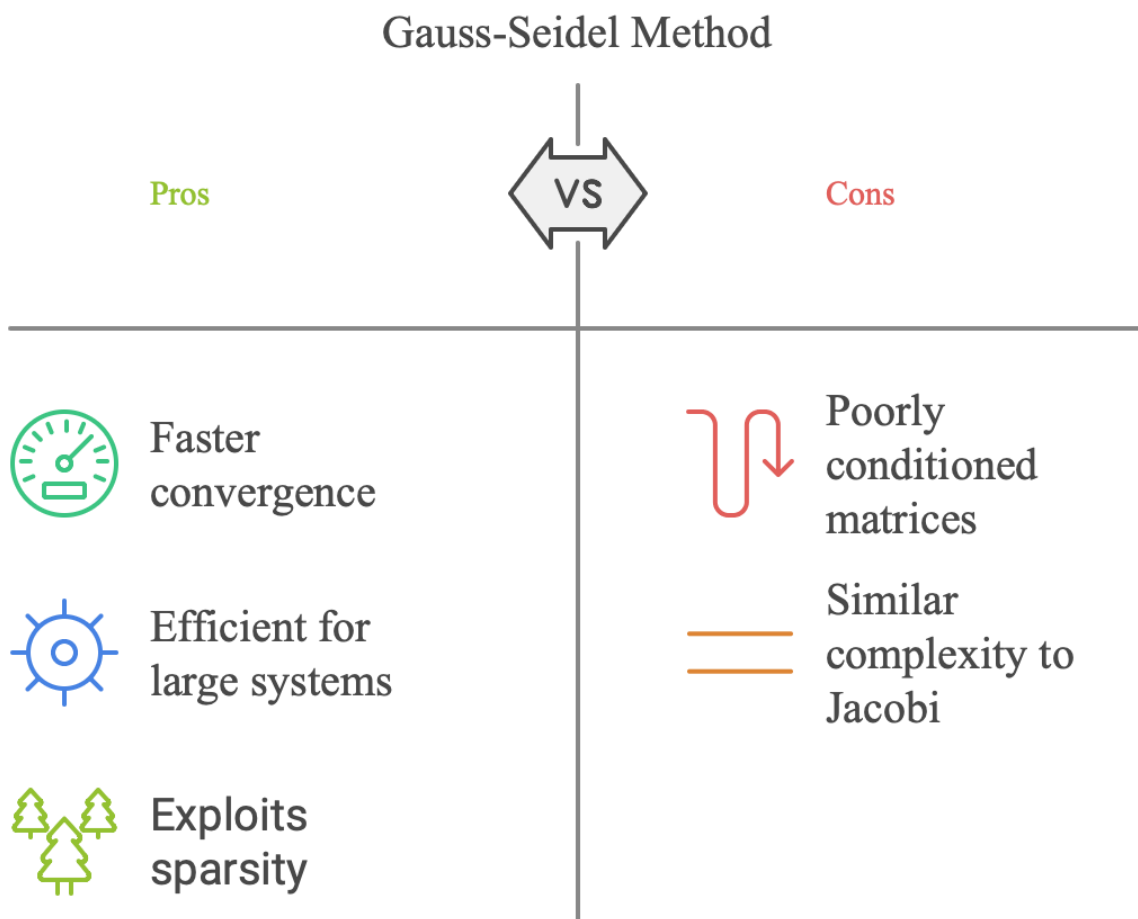 Gauss-Seidel Method
Pros
VS
Cons
Faster
convergence
Efficient for
large systems
Exploits
sparsity
Poorly
conditioned
matrices
Similar
complexity to
Jacobi